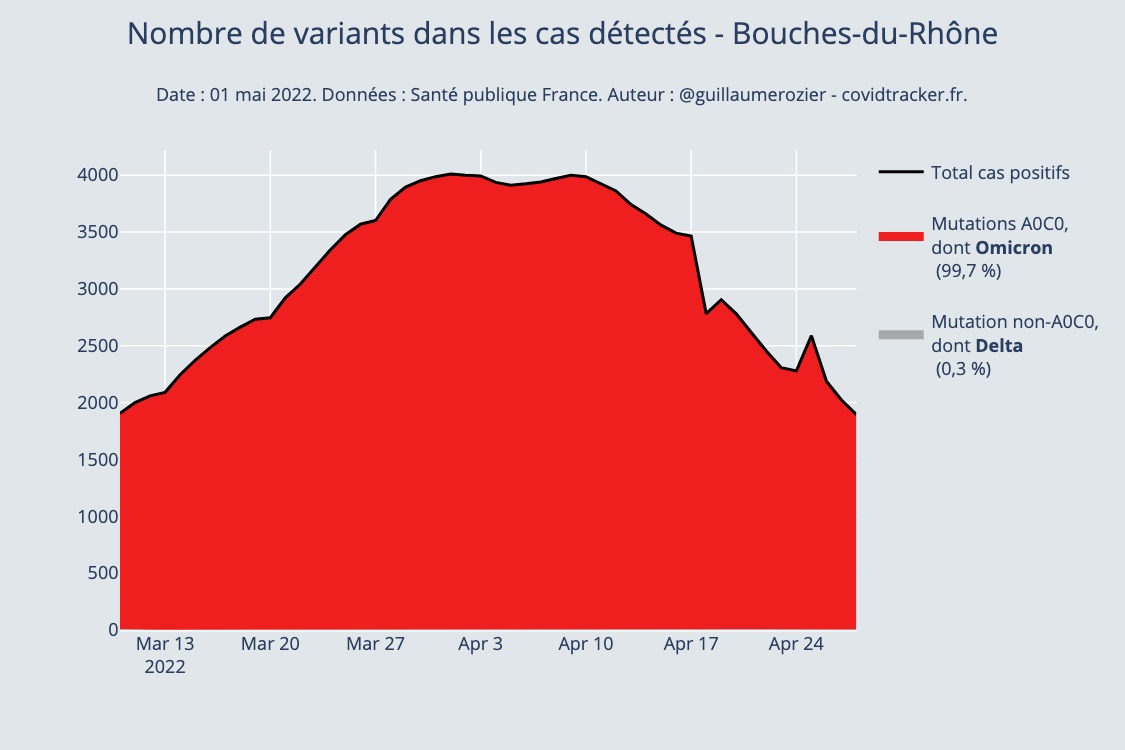 Nombre de variants dans les cas détectés - Bouches-du-Rhône
Date : 01 mai 2022. Données : Santé publique France. Auteur : @guillaumerozier - covidtracker.fr.
4000
3500
3000
2500
2000
1500
1000
500
0
Mar 13
2022
Mar 20
Mar 27
Apr 3
Apr 10
Apr 17
Apr 24
Total cas positifs
Mutations A0C0,
dont Omicron
(99,7 %)
Mutation non-A0C0,
dont Delta
(0,3 %)